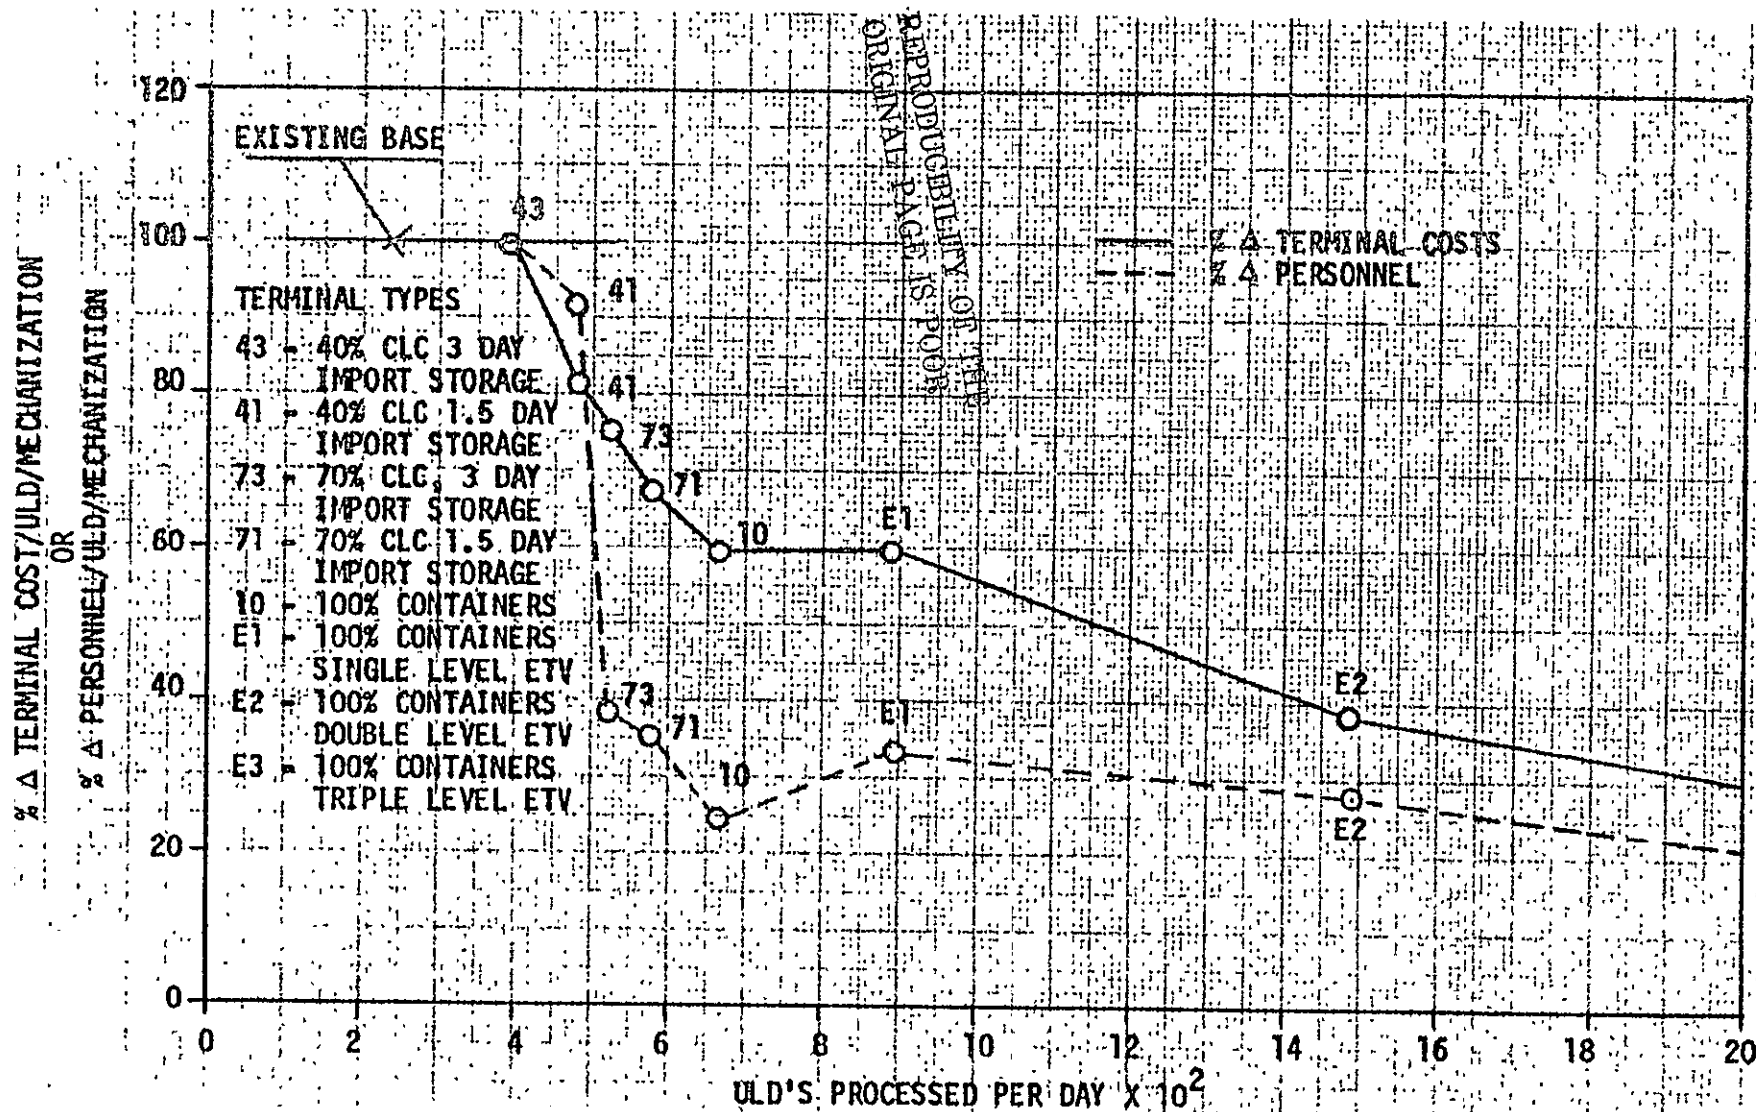 REPRODUCIBILITY OF THE
ORIGINAL PAGE IS POOR
120
EXISTING BASE
43
100
% Δ TERMINAL COSTS
% Δ PERSONNEL
TERMINAL TYPES
41
43 - 40% CLC 3 DAY
IMPORT STORAGE
80
41
41 - 40% CLC 1.5 DAY
IMPORT STORAGE
73
73 - 70% CLC, 3 DAY
IMPORT STORAGE
71
60
71 - 70% CLC 1.5 DAY
IMPORT STORAGE
10
E1
10 - 100% CONTAINERS
E1 - 100% CONTAINERS
SINGLE LEVEL ETV
40
E2 - 100% CONTAINERS
DOUBLE LEVEL ETV
73
71
E1
E2
E3 - 100% CONTAINERS
TRIPLE LEVEL ETV
10
E2
20
0
% Δ TERMINAL COST/ULD/MECHANIZATION
OR
% Δ PERSONNEL/ULD/MECHANIZATION
0 2 4 6 8 10 12 14 16 18 20
ULD'S PROCESSED PER DAY X 10²